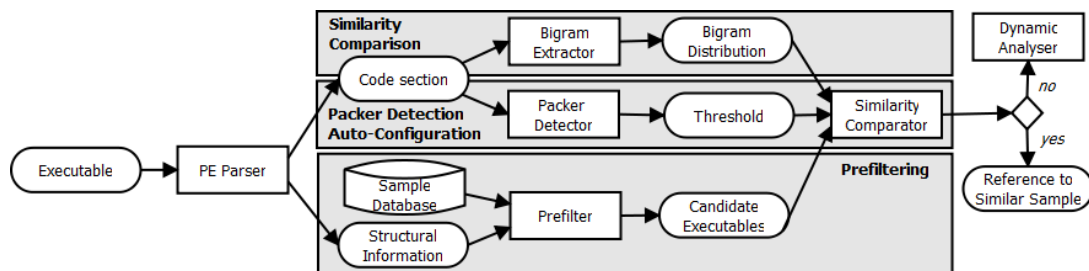 Similarity
Comparison
Bigram
Extractor
Bigram
Distribution
Dynamic
Analyser
Code section
no
Packer Detection
Auto-Configuration
Packer
Detector
Threshold
Similarity
Comparator
yes
Executable
PE Parser
Sample
Database
Prefiltering
Prefilter
Candidate
Executables
Reference to
Similar Sample
Structural
Information